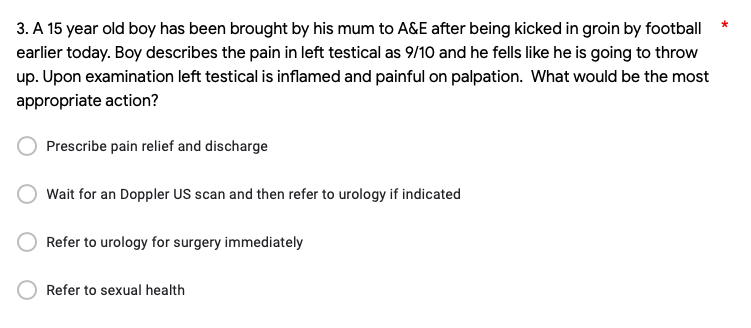 3. A 15 year old boy has been brought by his mum to A&E after being kicked in groin by football *
earlier today. Boy describes the pain in left testical as 9/10 and he fells like he is going to throw
up. Upon examination left testical is inflamed and painful on palpation.  What would be the most
appropriate action?
Prescribe pain relief and discharge
Wait for an Doppler US scan and then refer to urology if indicated
Refer to urology for surgery immediately
Refer to sexual health